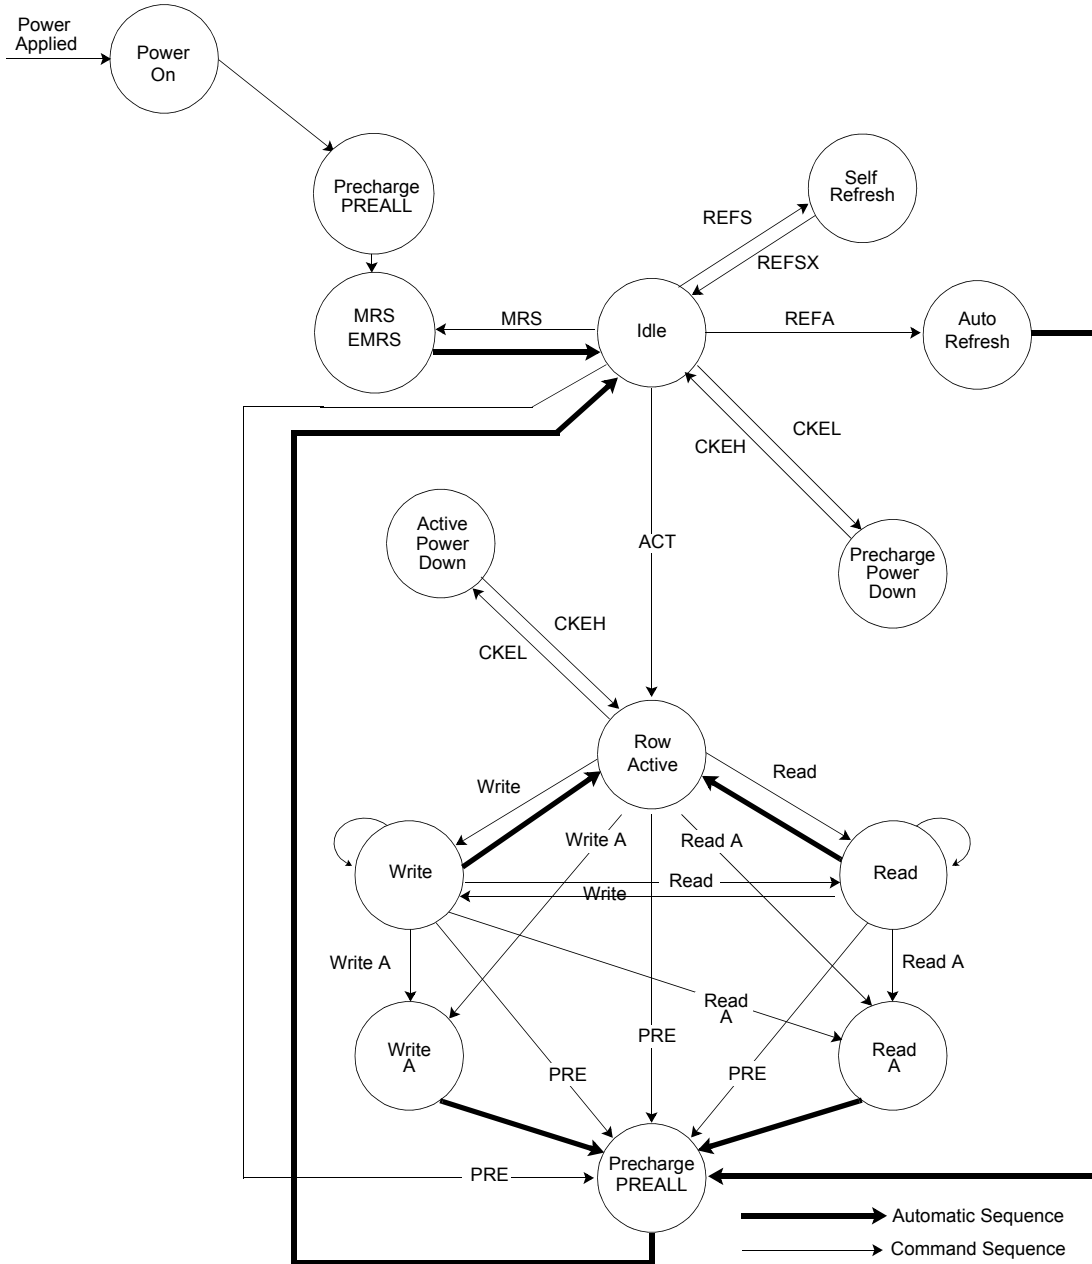 Power
Applied
Power
On
Precharge
PREALL
Self
Refresh
REFS
REFSX
MRS
EMRS
MRS
Idle
REFA
Auto
Refresh
CKEL
CKEH
Active
Power
Down
ACT
Precharge
Power
Down
CKEH
CKEL
Row
Active
Write
Read
Write A
Read A
Write
Read
Write
Read
Write A
Read A
Read
A
Write
A
PRE
PRE
PRE
Read
A
Precharge
PREALL
PRE
Automatic Sequence
Command Sequence